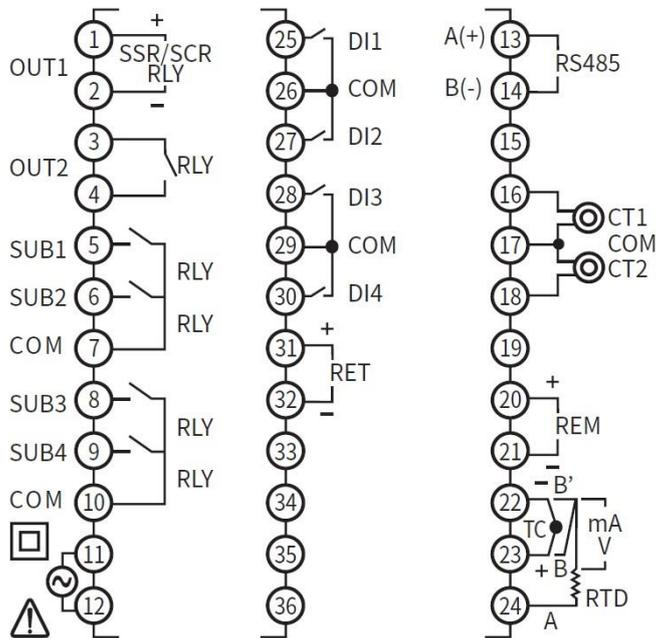 1
+
SSR/SCR
RLY
OUT1
2
−
3
OUT2
RLY
4
SUB1
5
RLY
SUB2
6
RLY
COM
7
SUB3
8
RLY
SUB4
9
RLY
COM
10
11
12
25
DI1
26
COM
27
DI2
28
DI3
29
COM
30
DI4
31
+
RET
32
−
33
34
35
36
A(+)
13
RS485
B(-)
14
15
16
CT1
17
COM
CT2
18
19
20
+
REM
21
−
22
− B'
TC
mA
V
23
+ B
24
RTD
A